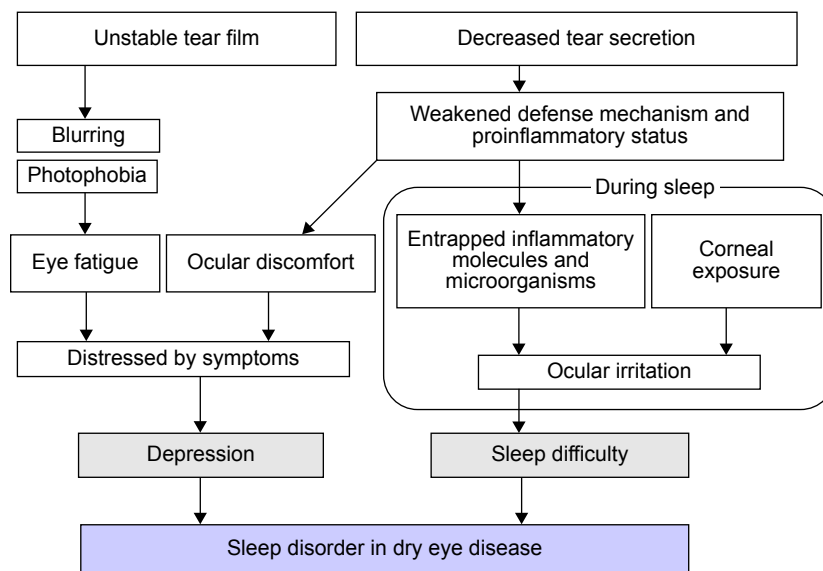 Unstable tear film
Decreased tear secretion
Weakened defense mechanism and
proinflammatory status
Blurring
Photophobia
During sleep
Eye fatigue
Ocular discomfort
Entrapped inflammatory
molecules and
microorganisms
Corneal
exposure
Distressed by symptoms
Ocular irritation
Depression
Sleep difficulty
Sleep disorder in dry eye disease